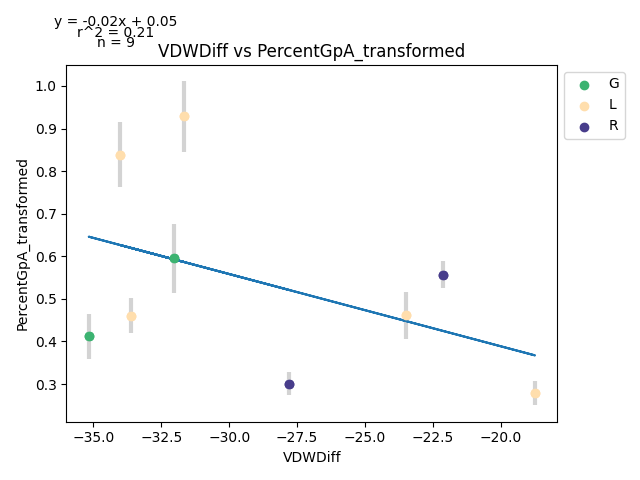 y = -0.02x + 0.05
r^2 = 0.21
n = 9
VDWDiff vs PercentGpA_transformed
1.0
0.9
0.8
0.7
0.6
0.5
0.4
0.3
PercentGpA_transformed
G
L
R
−35.0 −32.5 −30.0 −27.5 −25.0 −22.5 −20.0
VDWDiff